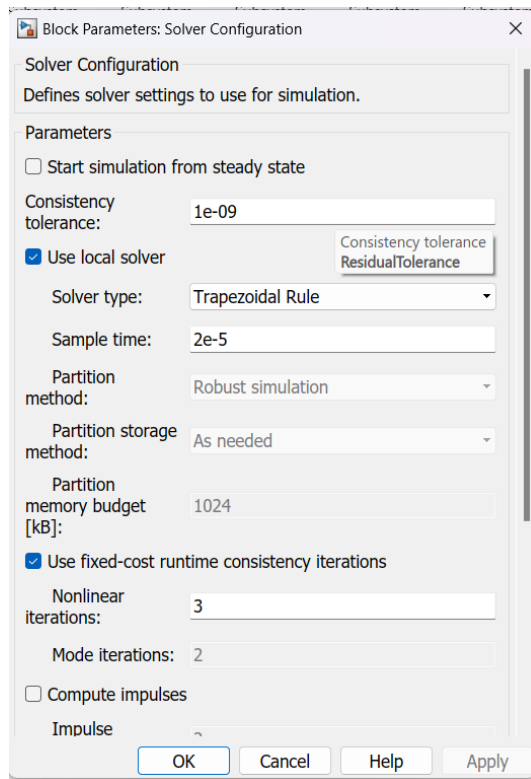 Block Parameters: Solver Configuration
Solver Configuration
Defines solver settings to use for simulation.
Parameters
Start simulation from steady state
Consistency
tolerance:
1e-09
Consistency tolerance
ResidualTolerance
Use local solver
Solver type:
Trapezoidal Rule
Sample time:
2e-5
Partition
method:
Robust simulation
Partition storage
method:
As needed
Partition
memory budget
[kB]:
1024
Use fixed-cost runtime consistency iterations
Nonlinear
iterations:
3
Mode iterations:
2
Compute impulses
Impulse
OK
Cancel
Help
Apply